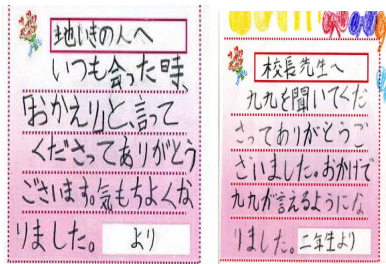 地いきの人へ
いつも会った時、
「おかえり」と、言って
くださってありがとう
ございます。気もちよくな
りました。 より
校長先生へ
九九を聞いてくだ
さってありがとうご
ざいました。おかげで
九九が言えるようにな
りました。二年生より